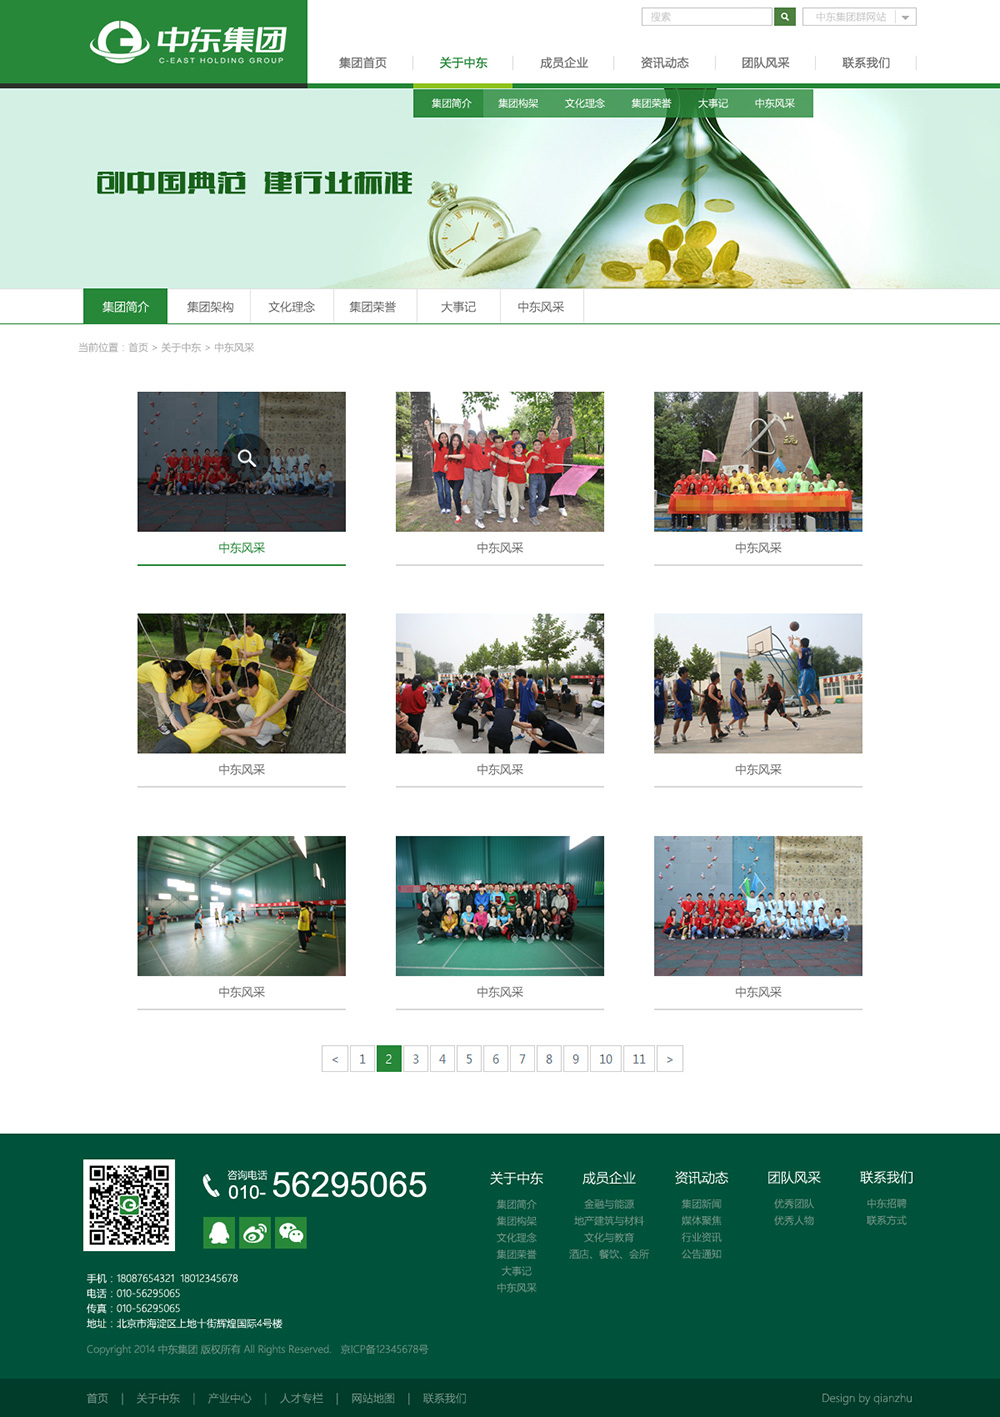 中东集团
C-EAST HOLDING GROUP
搜索
中东集团群网站
集团首页 关于中东 成员企业 资讯动态 团队风采 联系我们
集团简介 集团构架 文化理念 集团荣誉 大事记 中东风采
创中国典范 建行业标准
集团简介 集团架构 文化理念 集团荣誉 大事记 中东风采
当前位置：首页 > 关于中东 > 中东风采
中东风采 中东风采 中东风采
中东风采 中东风采 中东风采
中东风采 中东风采 中东风采
< 1 2 3 4 5 6 7 8 9 10 11 >
咨询电话
010-56295065
关于中东 成员企业 资讯动态 团队风采 联系我们
集团简介 金融与能源 集团新闻 优秀团队 中东招聘
集团构架 地产建筑与材料 媒体聚焦 优秀人物 联系方式
文化理念 文化与教育 行业资讯
集团荣誉 酒店、餐饮、会所 公告通知
大事记
中东风采
手机：18087654321 18012345678
电话：010-56295065
传真：010-56295065
地址：北京市海淀区上地十街辉煌国际4号楼
Copyright 2014 中东集团 版权所有 All Rights Reserved. 京ICP备12345678号
首页 | 关于中东 | 产业中心 | 人才专栏 | 网站地图 | 联系我们
Design by qianzhu